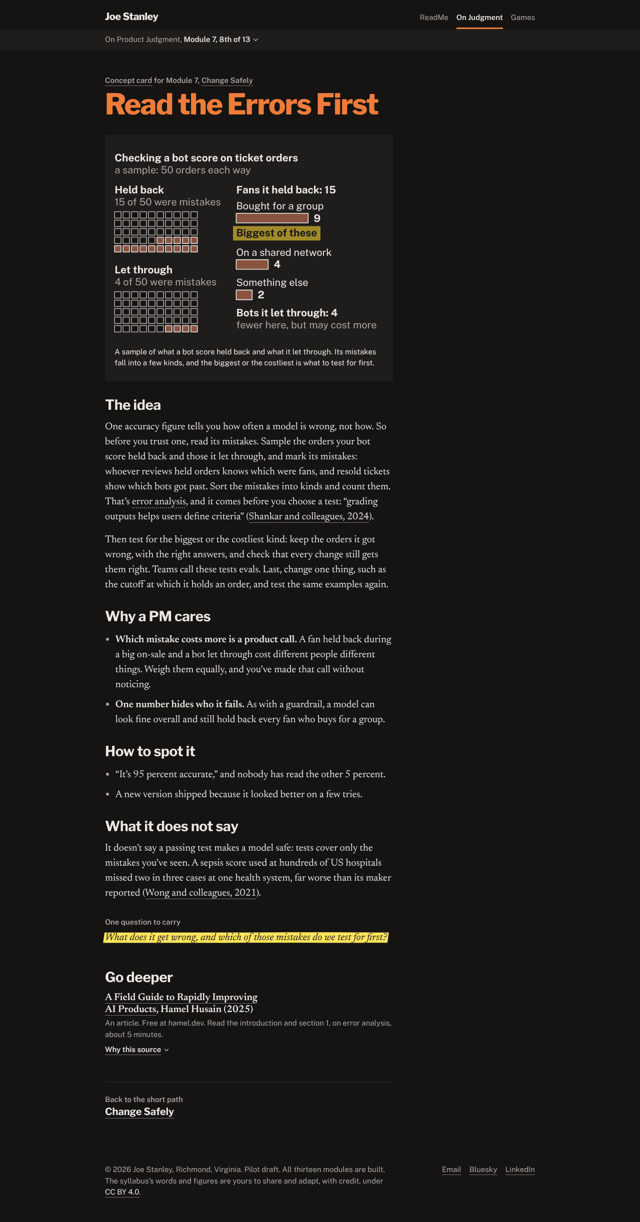 Joe Stanley
ReadMe On Judgment Games
On Product Judgment, Module 7, 8th of 13
Concept card for Module 7, Change Safely
Read the Errors First
Checking a bot score on ticket orders
a sample: 50 orders each way
Held back
15 of 50 were mistakes
Let through
4 of 50 were mistakes
Fans it held back: 15
Bought for a group
9
Biggest of these
On a shared network
4
Something else
2
Bots it let through: 4
fewer here, but may cost more
A sample of what a bot score held back and what it let through. Its mistakes
fall into a few kinds, and the biggest or the costliest is what to test for first.
The idea
One accuracy figure tells you how often a model is wrong, not how. So
before you trust one, read its mistakes. Sample the orders your bot
score held back and those it let through, and mark its mistakes:
whoever reviews held orders knows which were fans, and resold tickets
show which bots got past. Sort the mistakes into kinds and count them.
That's error analysis, and it comes before you choose a test: “grading
outputs helps users define criteria” (Shankar and colleagues, 2024).
Then test for the biggest or the costliest kind: keep the orders it got
wrong, with the right answers, and check that every change still gets
them right. Teams call these tests evals. Last, change one thing, such as
the cutoff at which it holds an order, and test the same examples again.
Why a PM cares
• Which mistake costs more is a product call. A fan held back during
a big on-sale and a bot let through cost different people different
things. Weigh them equally, and you've made that call without
noticing.
• One number hides who it fails. As with a guardrail, a model can
look fine overall and still hold back every fan who buys for a group.
How to spot it
• “It's 95 percent accurate,” and nobody has read the other 5 percent.
• A new version shipped because it looked better on a few tries.
What it does not say
It doesn't say a passing test makes a model safe: tests cover only the
mistakes you've seen. A sepsis score used at hundreds of US hospitals
missed two in three cases at one health system, far worse than its maker
reported (Wong and colleagues, 2021).
One question to carry
What does it get wrong, and which of those mistakes do we test for first?
Go deeper
A Field Guide to Rapidly Improving
AI Products, Hamel Husain (2025)
An article. Free at hamel.dev. Read the introduction and section 1, on error analysis,
about 5 minutes.
Why this source
Back to the short path
Change Safely
© 2026 Joe Stanley, Richmond, Virginia. Pilot draft. All thirteen modules are built.
The syllabus's words and figures are yours to share and adapt, with credit, under
CC BY 4.0.
Email Bluesky LinkedIn